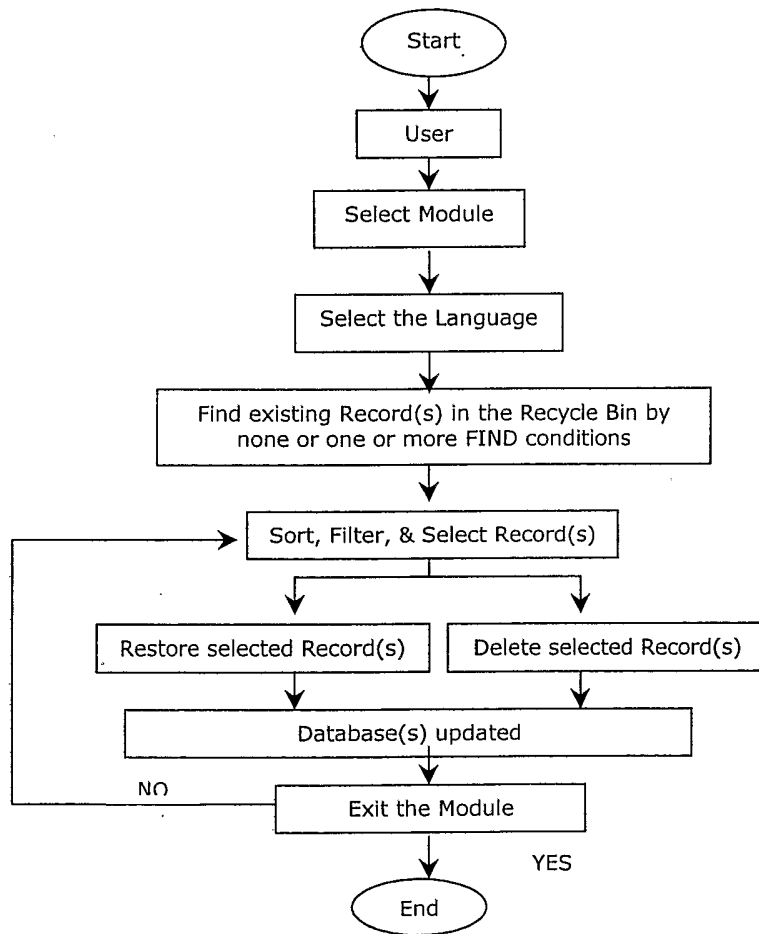 Start
User
Select Module
Select the Language
Find existing Record(s) in the Recycle Bin by
none or one or more FIND conditions
Sort, Filter, & Select Record(s)
Restore selected Record(s)
Delete selected Record(s)
Database(s) updated
NO
Exit the Module
YES
End